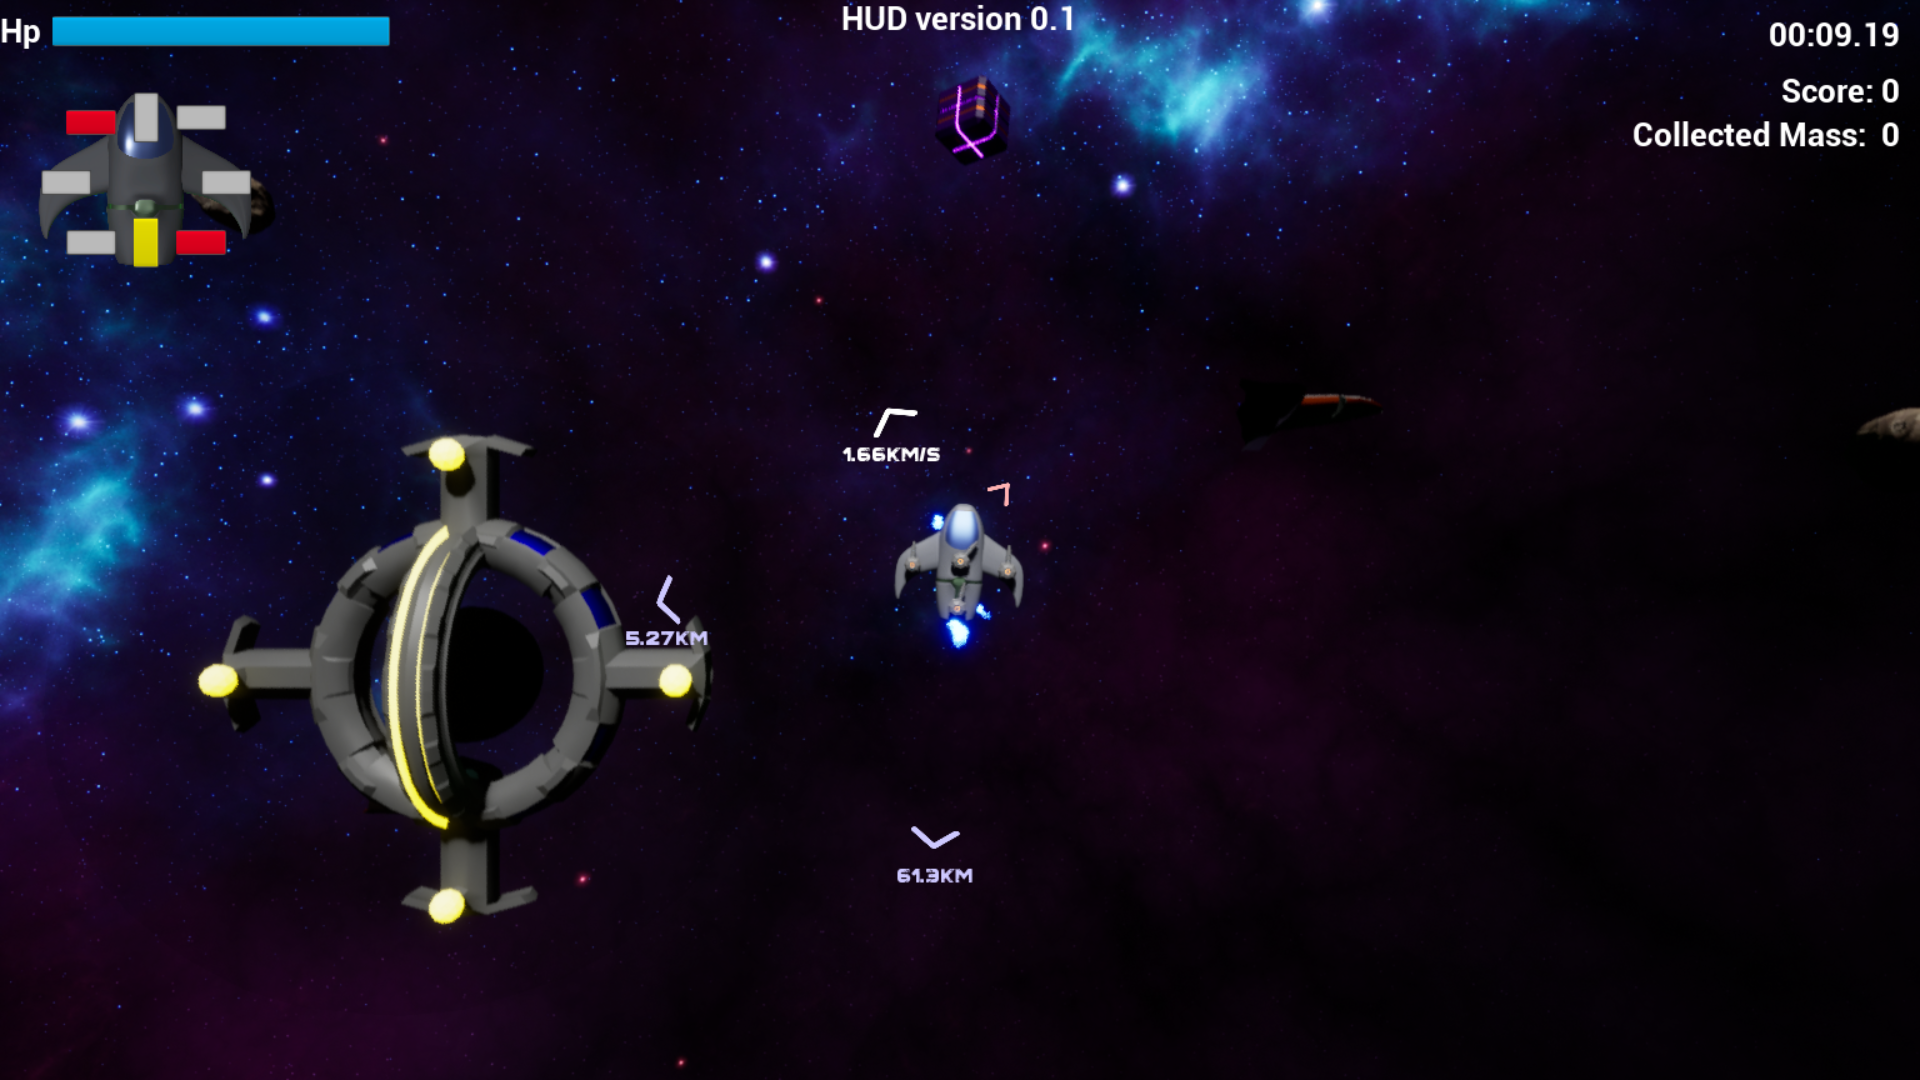 Hp
HUD version 0.1
00:09.19
Score: 0
Collected Mass: 0
1.66KM/S
5.27KM
61.3KM